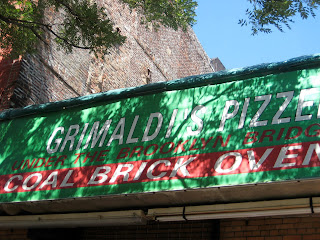 GRIMALDI'S PIZZE
UNDER THE BROOKLYN BRIDG
COAL BRICK OVEN